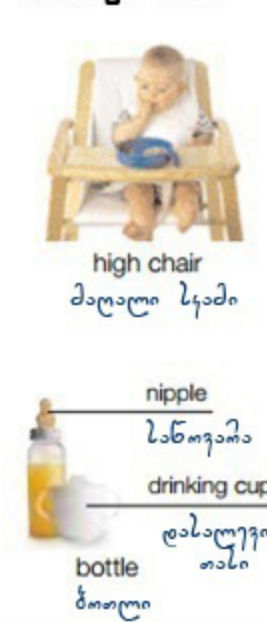 high chair
მაღალი სკამი
nipple
საწოვარა
drinking cup
დასალევი
თასი
bottle
ბოთლი